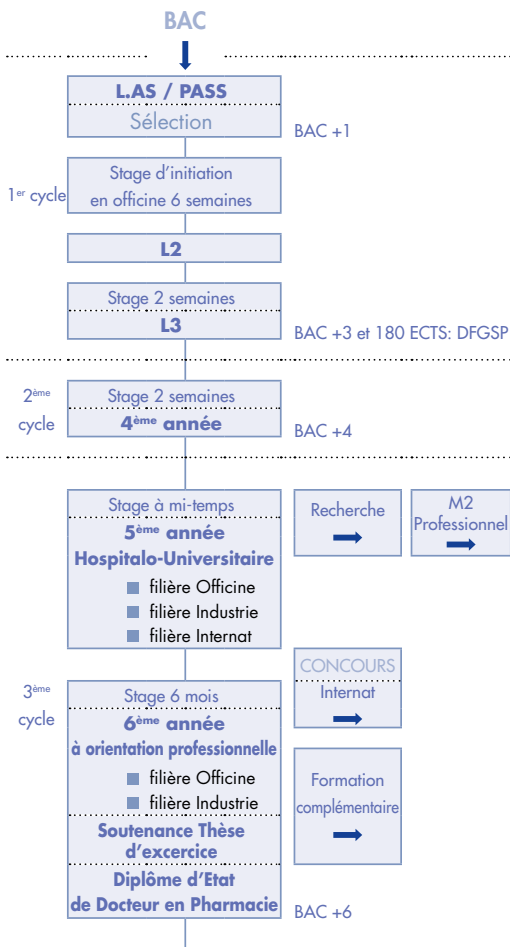 BAC
L.AS / PASS
Sélection
BAC +1
1er cycle
Stage d'initiation
en officine 6 semaines
L2
Stage 2 semaines
L3
BAC +3 et 180 ECTS: DFGSP
2ème
cycle
Stage 2 semaines
4ème année
BAC +4
Stage à mi-temps
5ème année
Hospitalo-Universitaire
filière Officine
filière Industrie
filière Internat
Recherche
M2
Professionnel
3ème
cycle
Stage 6 mois
6ème année
à orientation professionnelle
filière Officine
filière Industrie
Soutenance Thèse
d'excercice
Diplôme d'Etat
de Docteur en Pharmacie
CONCOURS
Internat
Formation
complémentaire
BAC +6